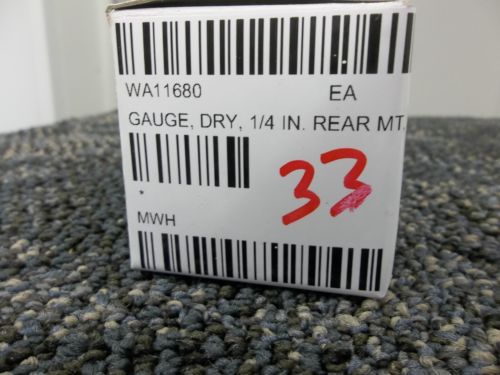 WA11680 EA
GAUGE, DRY, 1/4 IN. REAR MT.
33
MWH